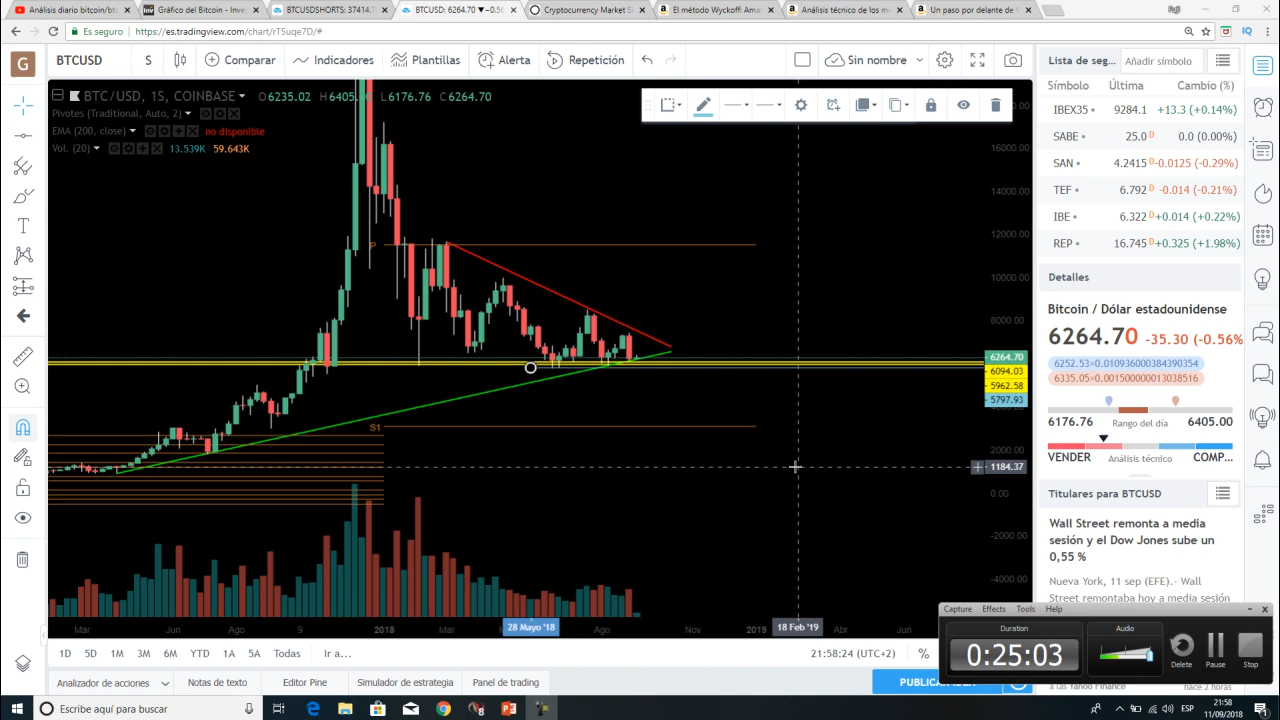 Análisis diario bitcoin/bt
Gráfico del Bitcoin - Inves
BTCUSDSHORTS: 37414.7
BTCUSD: 6264.70 ▼-0.56
Cryptocurrency Market S
El método Wyckoff: Ama
Análisis técnico de los m
Un paso por delante de
Es seguro
https://es.tradingview.com/chart/rT5uqe7D/#
G
BTCUSD
S
Comparar
Indicadores
Plantillas
Alerta
Repetición
Sin nombre
Lista de seg...
Añadir símbolo
BTC/USD, 1S, COINBASE
O6235.02 H6405. L6176.76 C6264.70
Pivotes (Traditional, Auto, 2)
EMA (200, close)
no disponible
Vol. (20)
13.539K 59.643K
Símbolo Última Cambio (%)
IBEX35 9284.1 +13.3 (+0.14%)
SABE 25.0 D 0.0 (0.00%)
SAN 4.2415 D -0.0125 (-0.29%)
TEF 6.792 D -0.014 (-0.21%)
IBE 6.322 D +0.014 (+0.22%)
REP 16.745 D +0.325 (+1.98%)
Detalles
Bitcoin / Dólar estadounidense
6264.70 -35.30 (-0.56%)
6252.53×0.010936000384390354
6335.05×0.001500000013038516
6176.76 Rango del día 6405.00
VENDER Análisis técnico COMP...
Titulares para BTCUSD
Wall Street remonta a media
sesión y el Dow Jones sube un
0,55 %
Nueva York, 11 sep (EFE).- Wall
Street remontaba hoy a media sesión
16000.00
14000.00
12000.00
10000.00
8000.00
6264.70
6094.03
5962.58
5797.93
2000.00
1184.37
0.00
-2000.00
-4000.00
P
S1
Mar Jun Ago 9 2018 Mar 28 Mayo '18 Ago Nov 2019 18 Feb '19 Abr Jun
1D 5D 1M 3M 6M YTD 1A 5A Todas Ir a...
21:58:24 (UTC+2) %
Analizador de acciones
Notas de texto
Editor Pine
Simulador de estrategia
Panel de trading
Capture Effects Tools Help
Duration
0:25:03
Audio
Delete
Pause
Stop
hace 2 horas
Escribe aquí para buscar
ESP
21:58
11/09/2018